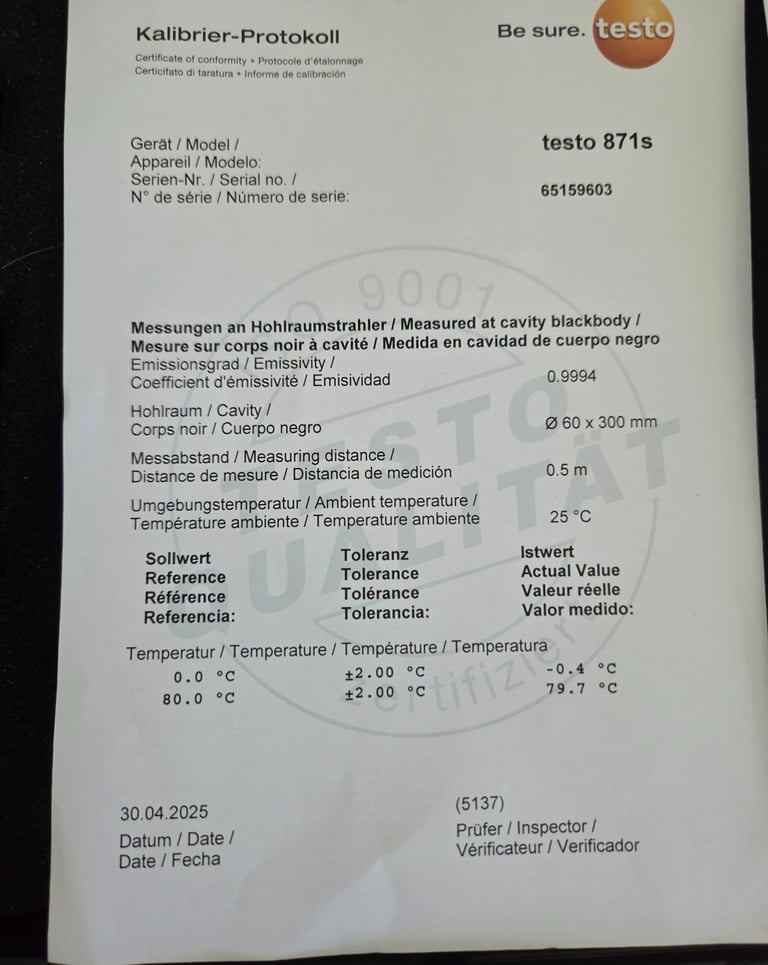 Kalibrier-Protokoll
Certificate of conformity • Protocole d'étalonnage
Certicifato di taratura • Informe de calibración
Be sure. testo
Gerät / Model /
Appareil / Modelo:
testo 871s
Serien-Nr. / Serial no. /
N° de série / Número de serie:
65159603
Messungen an Hohlraumstrahler / Measured at cavity blackbody /
Mesure sur corps noir à cavité / Medida en cavidad de cuerpo negro
Emissionsgrad / Emissivity /
Coefficient d'émissivité / Emisividad
0.9994
Hohlraum / Cavity /
Corps noir / Cuerpo negro
Ø 60 x 300 mm
Messabstand / Measuring distance /
Distance de mesure / Distancia de medición
0.5 m
Umgebungstemperatur / Ambient temperature /
Température ambiente / Temperature ambiente
25 °C
Sollwert
Reference
Référence
Referencia:
Toleranz
Tolerance
Tolérance
Tolerancia:
Istwert
Actual Value
Valeur réelle
Valor medido:
Temperatur / Temperature / Température / Temperatura
0.0 °C ±2.00 °C -0.4 °C
80.0 °C ±2.00 °C 79.7 °C
30.04.2025
Datum / Date /
Date / Fecha
(5137)
Prüfer / Inspector /
Vérificateur / Verificador
9001
TESTO
QUALITÄT